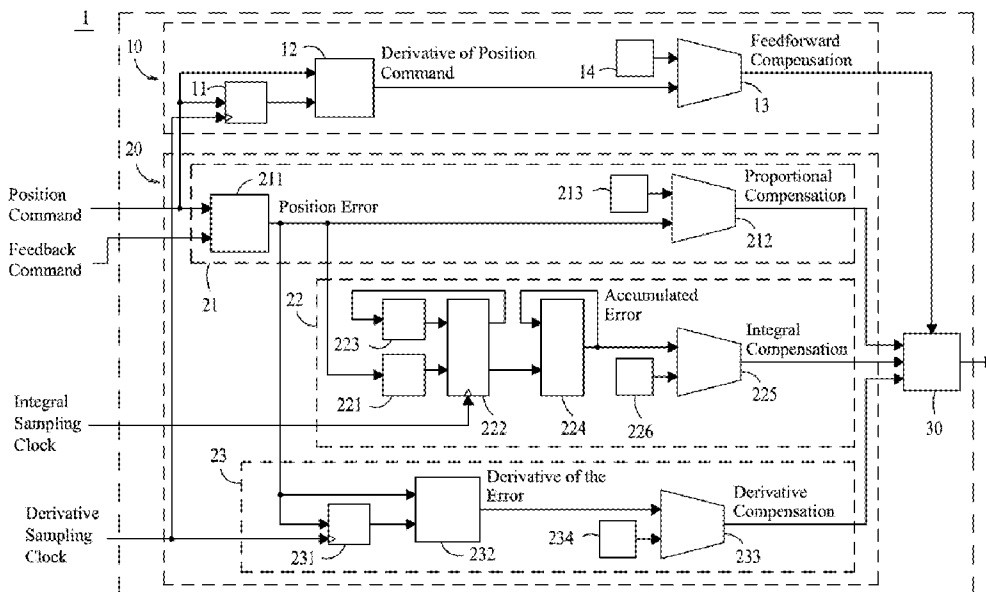 1
10
11
12
Derivative of Position
Command
14
Feedforward
Compensation
13
20
211
Position
Command
Position Error
213
Proportional
Compensation
212
Feedback
Command
21
22
223
Accumulated
Error
Integral
Compensation
221
222
224
226
225
30
Integral
Sampling
Clock
23
Derivative of the
Error
Derivative
Compensation
Derivative
Sampling
Clock
231
232
234
233